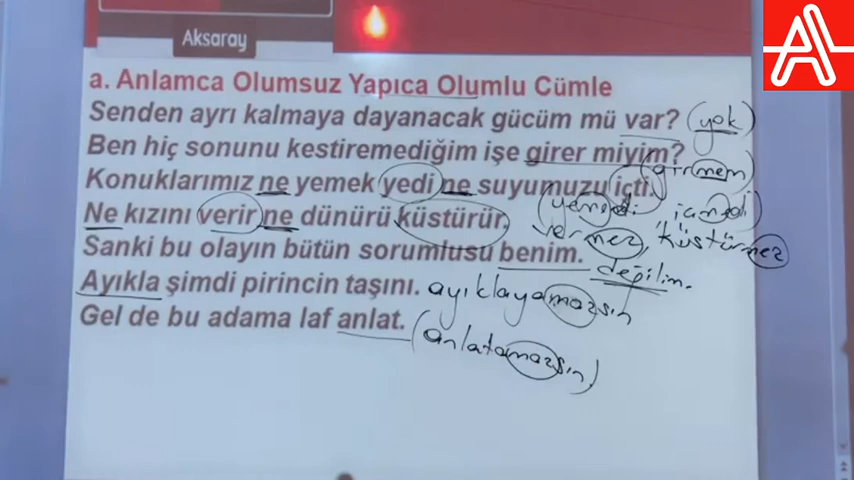 Aksaray
a. Anlamca Olumsuz Yapıca Olumlu Cümle
Senden ayrı kalmaya dayanacak gücüm mü var? (yok)
Ben hiç sonunu kestiremediğim işe girer miyim?
girmem)
Konuklarımız ne yemek yedi ne suyumuzu içti.
(yemedi, içmedi)
Ne kızını verir ne dünürü küstürür.
vermez, küstürmez
Sanki bu olayın bütün sorumlusu benim.
değilim.
Ayıkla şimdi pirincin taşını. ayıklayamazsın
Gel de bu adama laf anlat. (anlatamazsın)